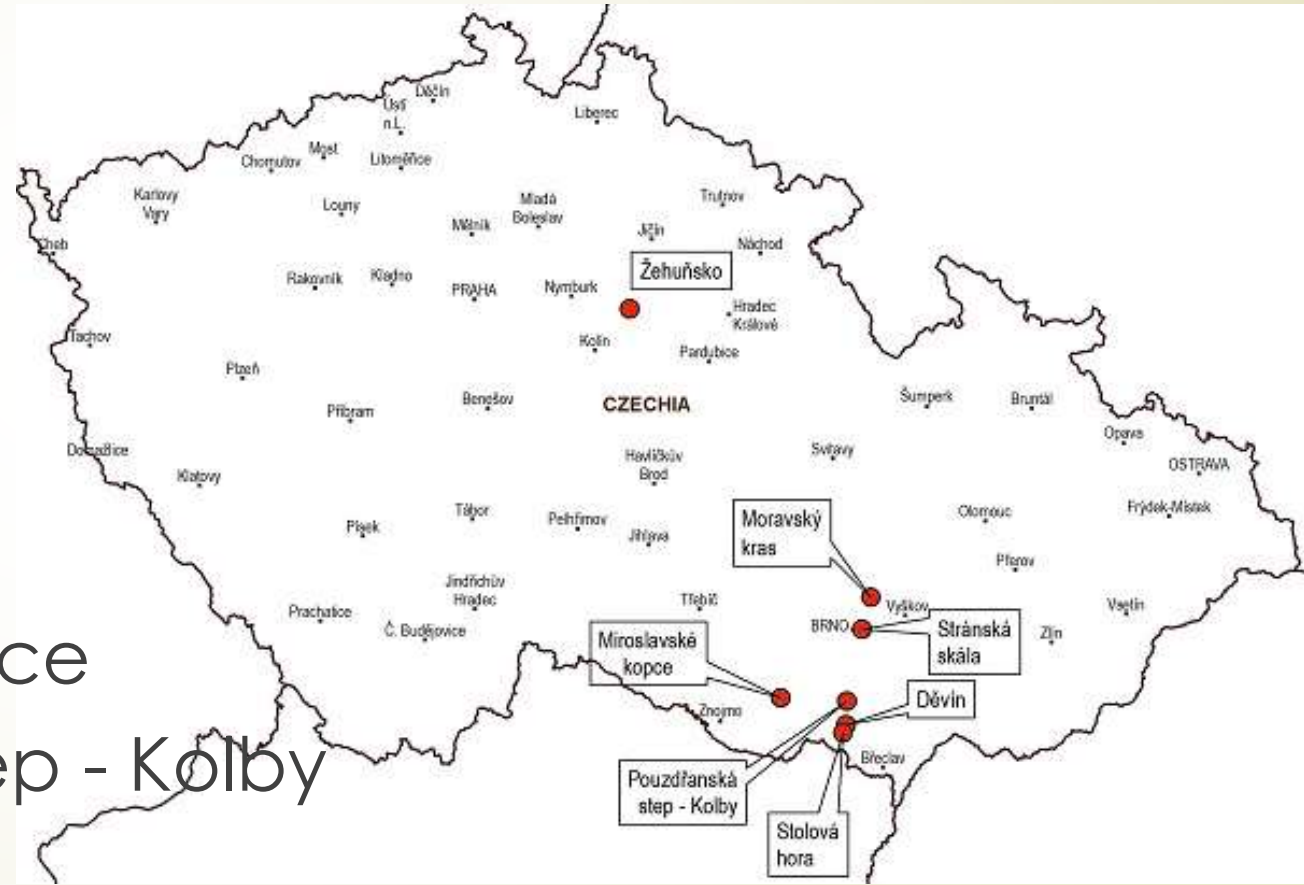 Děčín
Ústí
n.L.
Liberec
Most
Chomutov
Litoměřice
Karlovy
Vary
Louny
Mladá
Boleslav
Trutnov
Mělník
Jičín
Náchod
Cheb
Žehuňsko
Rakovník
Kladno
PRAHA
Nymburk
Hradec
Králové
Tachov
Kolín
Pardubice
Plzeň
Příbram
Benešov
CZECHIA
Šumperk
Bruntál
Opava
Domažlice
Klatovy
Havlíčkův
Brod
Svitavy
OSTRAVA
Písek
Tábor
Pelhřimov
Jihlava
Moravský
kras
Olomouc
Frýdek-Místek
Přerov
Jindřichův
Hradec
Prachatice
Č. Budějovice
Třebíč
Vyškov
Vsetín
BRNO
Stránská
skála
Zlín
Miroslavské
kopce
ce
Znojmo
Děvín
ep - Kolby
Břeclav
Pouzdřanská
step - Kolby
Stolová
hora